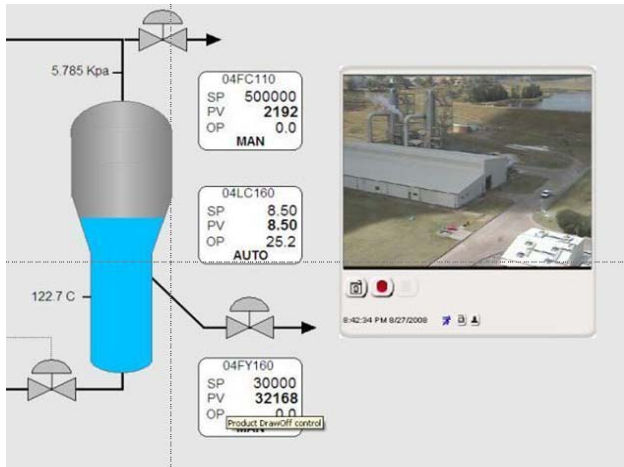 5.785 Kpa
04FC110
SP 500000
PV 2192
OP 0.0
MAN
04LC160
SP 8.50
PV 8.50
OP 25.2
AUTO
122.7 C
8:42:34 PM 8/27/2008
04FY160
SP 30000
PV 32168
OP 0.0
Product DrawOff control
MAN